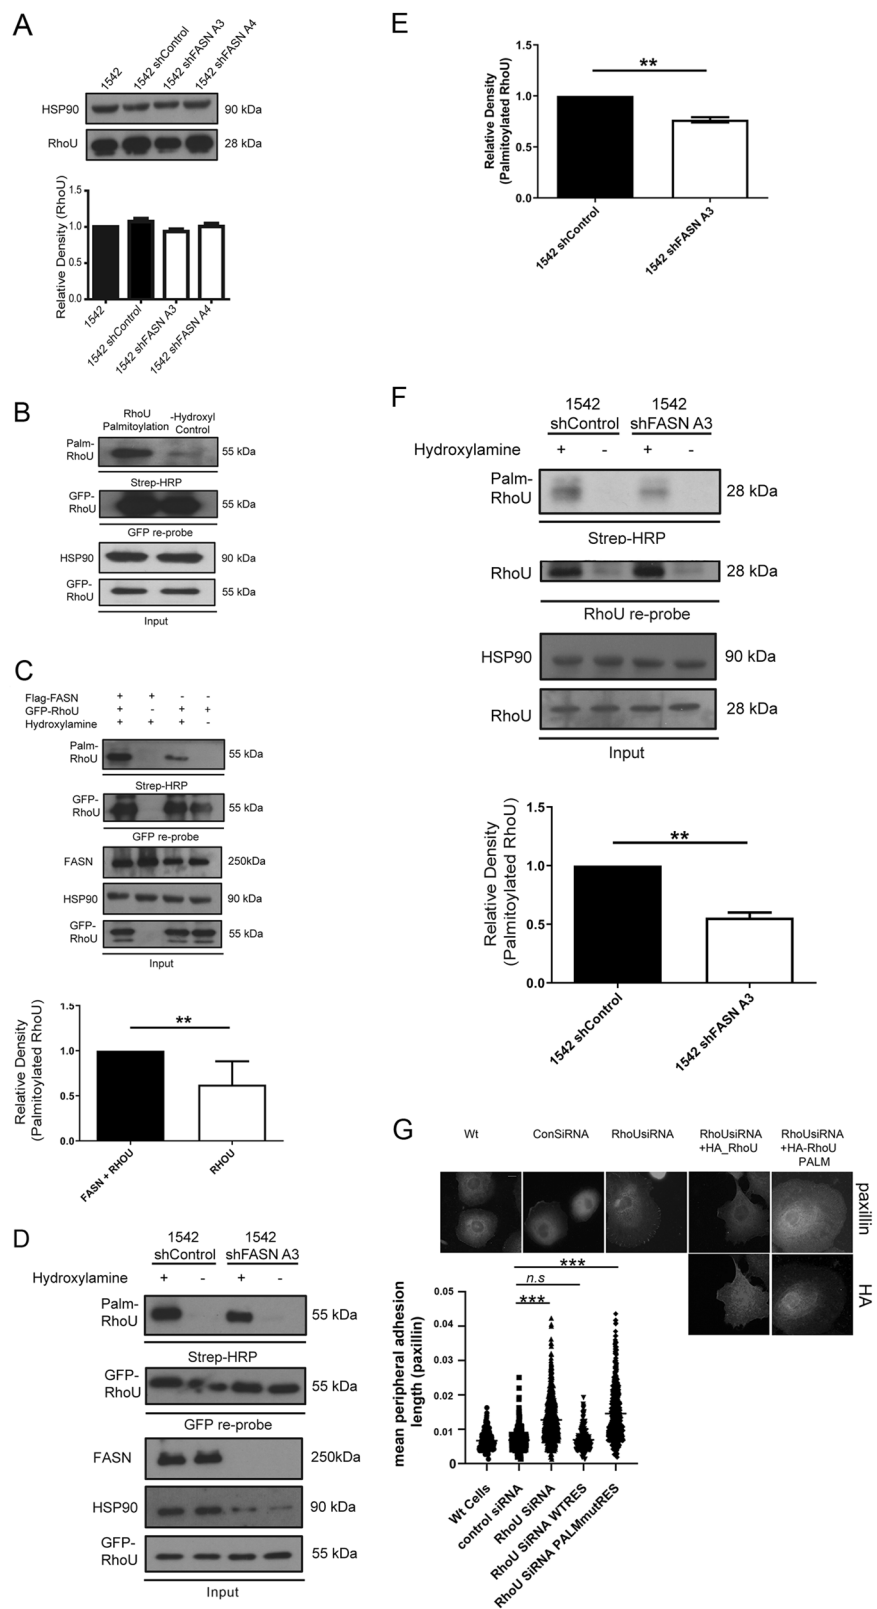 A
1542
1542 shControl
1542 shFASN A3
1542 shFASN A4
HSP90
90 kDa
RhoU
28 kDa
Relative Density (RhoU)
1.5
1.0
0.5
0.0
1542
1542 shControl
1542 shFASN A3
1542 shFASN A4
B
RhoU
Palmitoylation
-Hydroxyl
Control
Palm-
RhoU
55 kDa
Strep-HRP
GFP-
RhoU
55 kDa
GFP re-probe
HSP90
90 kDa
GFP-
RhoU
55 kDa
Input
C
Flag-FASN + + - -
GFP-RhoU + - + +
Hydroxylamine + + + -
Palm-
RhoU
55 kDa
Strep-HRP
GFP-
RhoU
55 kDa
GFP re-probe
FASN
250kDa
HSP90
90 kDa
GFP-
RhoU
55 kDa
Input
Relative Density
(Palmitoylated RhoU)
1.5
1.0
0.5
0.0
**
FASN + RHOU
RHOU
D
1542
shControl
1542
shFASN A3
Hydroxylamine + - + -
Palm-
RhoU
55 kDa
Strep-HRP
GFP-
RhoU
55 kDa
GFP re-probe
FASN
250kDa
HSP90
90 kDa
GFP-
RhoU
55 kDa
Input
E
Relative Density
(Palmitoylated RhoU)
1.5
1.0
0.5
0.0
**
1542 shControl
1542 shFASN A3
F
1542
shControl
1542
shFASN A3
Hydroxylamine + - + -
Palm-
RhoU
28 kDa
Strep-HRP
RhoU
28 kDa
RhoU re-probe
HSP90
90 kDa
RhoU
28 kDa
Input
Relative Density
(Palmitoylated RhoU)
1.5
1.0
0.5
0.0
**
1542 shControl
1542 shFASN A3
G
Wt
ConSiRNA
RhoUsiRNA
RhoUsiRNA
+HA_RhoU
RhoUsiRNA
+HA-RhoU
PALM
paxillin
HA
mean peripheral adhesion
length (paxillin)
0.05
0.04
0.03
0.02
0.01
0
***
n.s
***
Wt Cells
control siRNA
RhoU SiRNA
RhoU SiRNA WTRES
RhoU SiRNA PALMmutRES